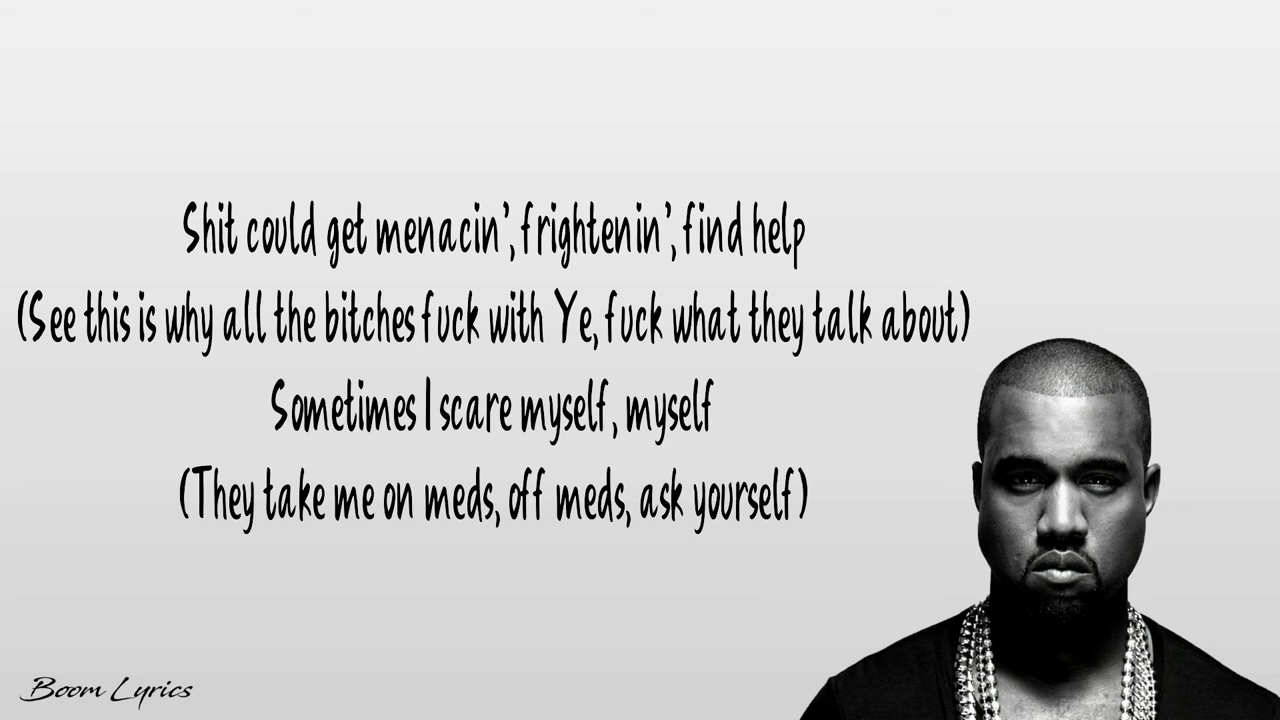 Shit could get menacin', frightenin', find help
(See this is why all the bitches fuck with Ye, fuck what they talk about)
Sometimes I scare myself, myself
(They take me on meds, off meds, ask yourself)
Boom Lyrics